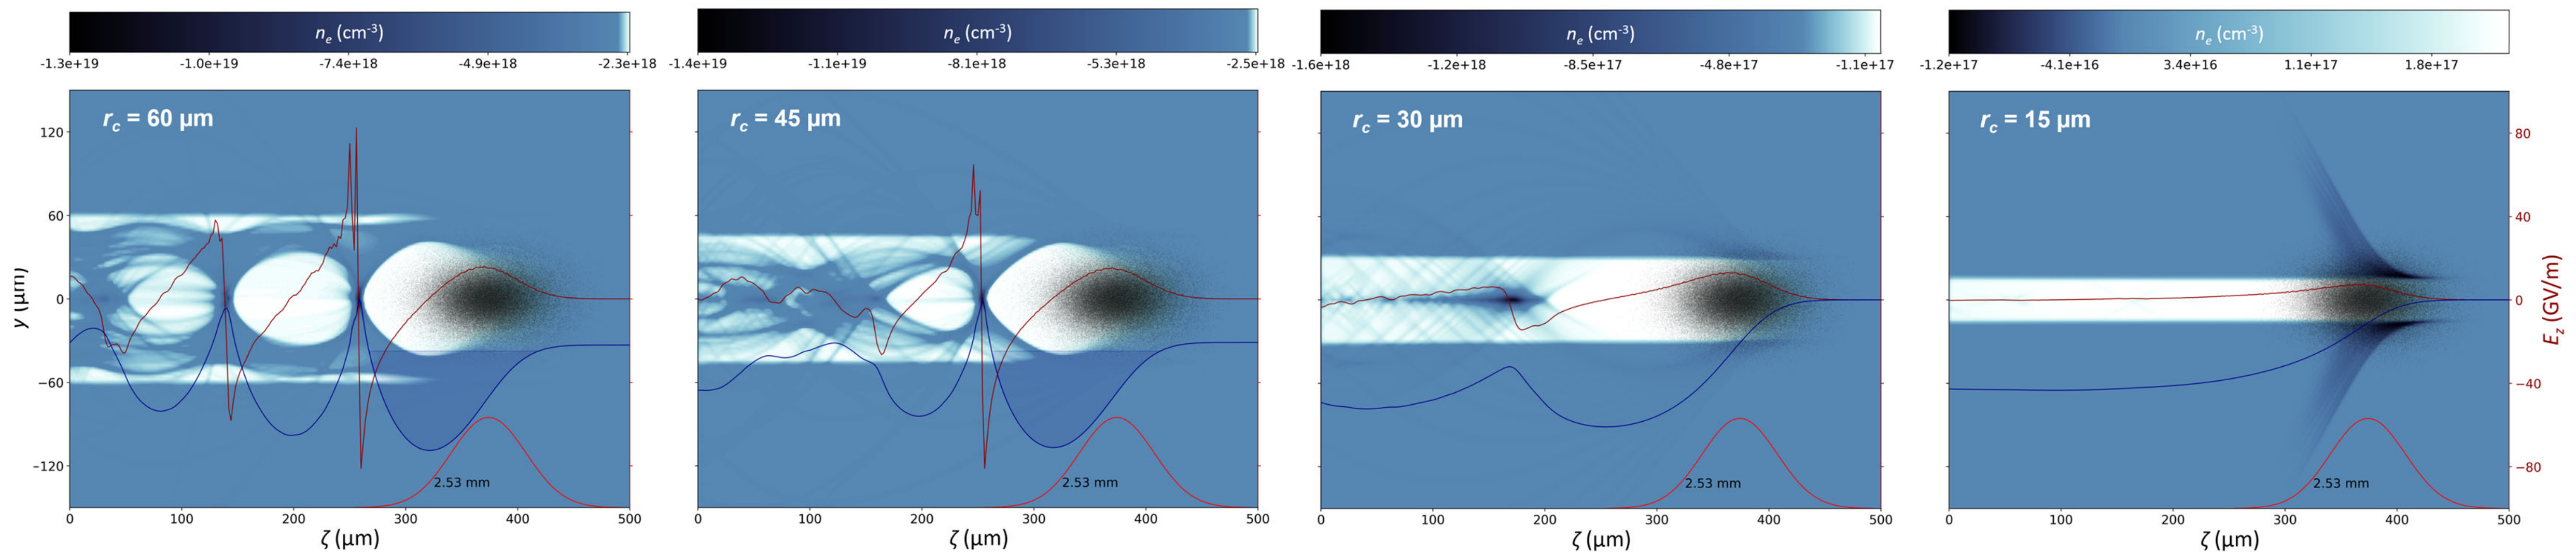 nₑ (cm⁻³)
-1.3e+19 -1.0e+19 -7.4e+18 -4.9e+18 -2.3e+18
r_c = 60 μm
y (μm)
120
60
0
−60
−120
2.53 mm
0 100 200 300 400 500
ζ (μm)
nₑ (cm⁻³)
-1.4e+19 -1.1e+19 -8.1e+18 -5.3e+18 -2.5e+18
r_c = 45 μm
2.53 mm
0 100 200 300 400 500
ζ (μm)
nₑ (cm⁻³)
-1.6e+18 -1.2e+18 -8.5e+17 -4.8e+17 -1.1e+17
r_c = 30 μm
2.53 mm
0 100 200 300 400 500
ζ (μm)
nₑ (cm⁻³)
-1.2e+17 -4.1e+16 3.4e+16 1.1e+17 1.8e+17
r_c = 15 μm
2.53 mm
0 100 200 300 400 500
ζ (μm)
80
40
0
−40
−80
E_z (GV/m)